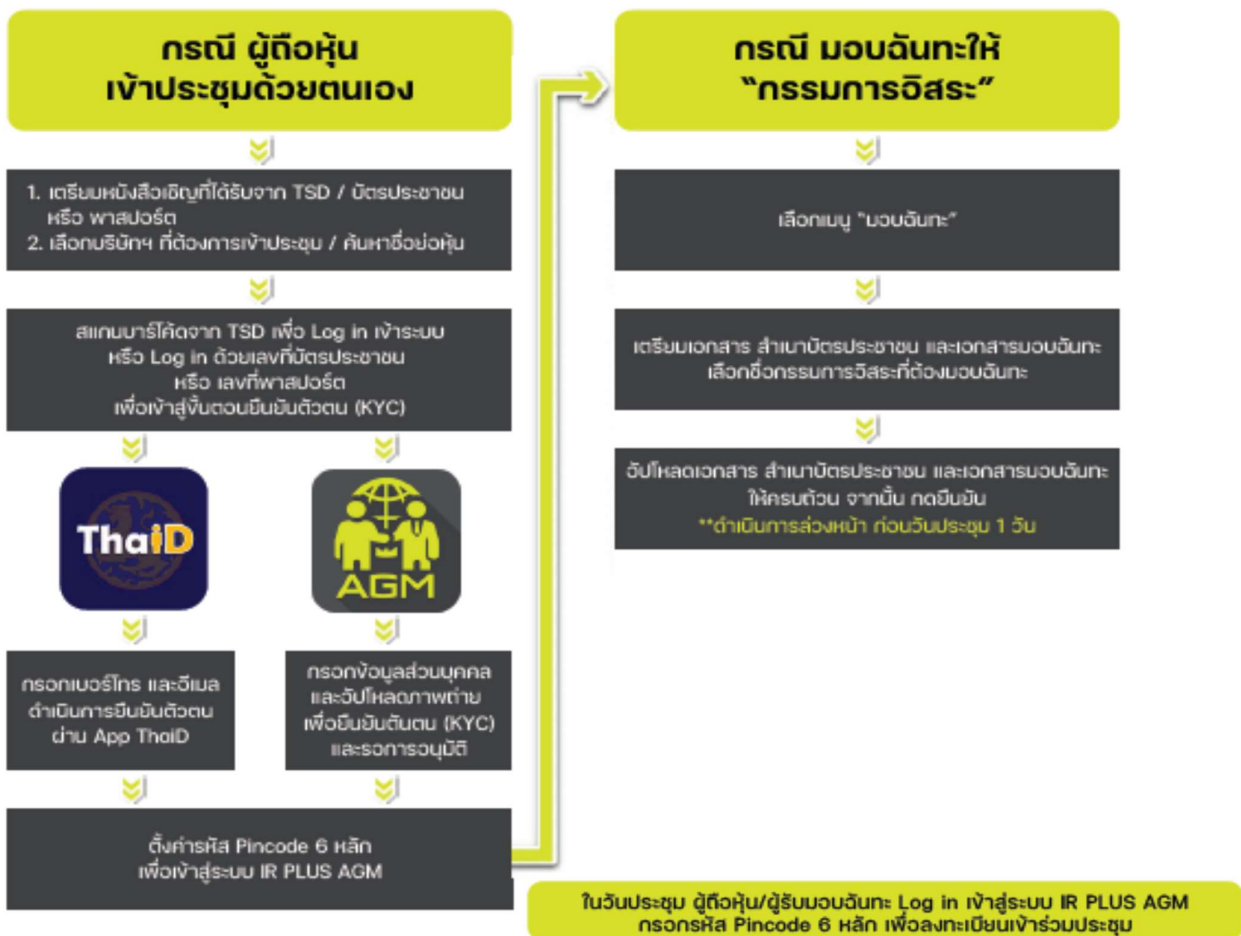 กรณี ผู้ถือหุ้น
เข้าประชุมด้วยตนเอง
1. เตรียมหนังสือเชิญที่ได้รับจาก TSD / บัตรประชาชน
หรือ พาสปอร์ต
2. เลือกบริษัทฯ ที่ต้องการเข้าประชุม / ค้นหาชื่อย่อหุ้น
สแกนบาร์โค้ดจาก TSD เพื่อ Log in เข้าระบบ
หรือ Log in ด้วยเลขที่บัตรประชาชน
หรือ เลขที่พาสปอร์ต
เพื่อเข้าสู่ขั้นตอนยืนยันตัวตน (KYC)
ThaiD
กรอกเบอร์โทร และอีเมล
ดำเนินการยืนยันตัวตน
ผ่าน App ThaiD
AGM
กรอกข้อมูลส่วนบุคคล
และอัปโหลดภาพถ่าย
เพื่อยืนยันตันตน (KYC)
และรอการอนุมัติ
ตั้งค่ารหัส Pincode 6 หลัก
เพื่อเข้าสู่ระบบ IR PLUS AGM
กรณี มอบฉันทะให้
“กรรมการอิสระ”
เลือกเมนู “มอบฉันทะ”
เตรียมเอกสาร สำเนาบัตรประชาชน และเอกสารมอบฉันทะ
เลือกชื่อกรรมการอิสระที่ต้องมอบฉันทะ
อัปโหลดเอกสาร สำเนาบัตรประชาชน และเอกสารมอบฉันทะ
ให้ครบถ้วน จากนั้น กดยืนยัน
**ดำเนินการล่วงหน้า ก่อนวันประชุม 1 วัน
ในวันประชุม ผู้ถือหุ้น/ผู้รับมอบฉันทะ Log in เข้าสู่ระบบ IR PLUS AGM
กรอกรหัส Pincode 6 หลัก เพื่อลงทะเบียนเข้าร่วมประชุม